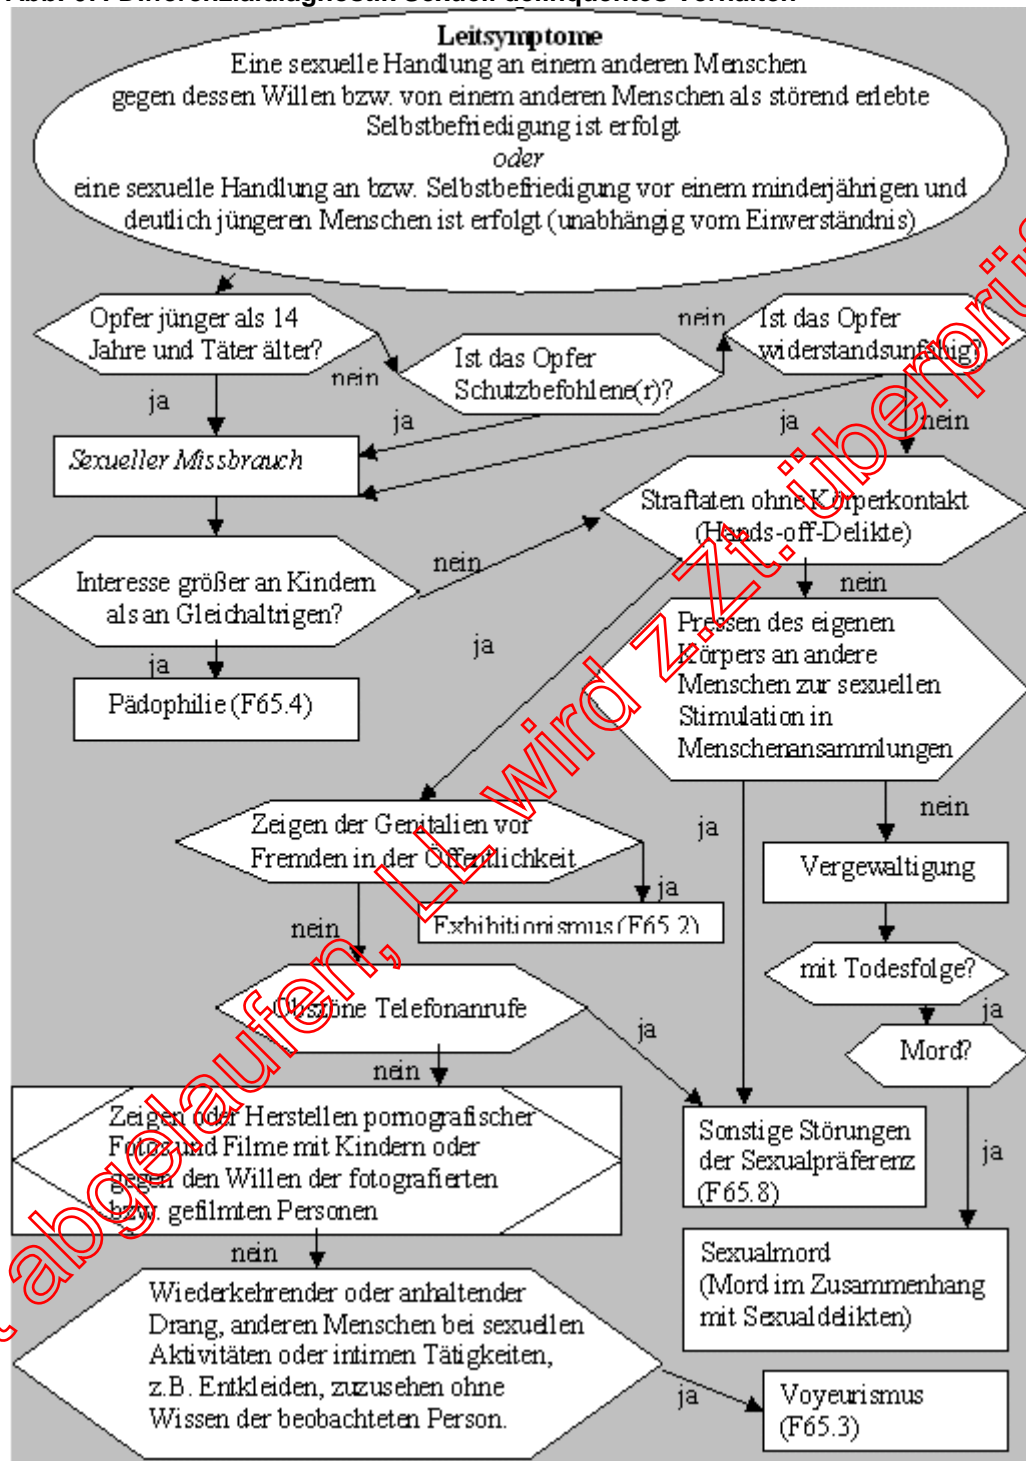 Leitsymptome
Eine sexuelle Handlung an einem anderen Menschen
gegen dessen Willen bzw. von einem anderen Menschen als störend erlebte
Selbstbefriedigung ist erfolgt
oder
eine sexuelle Handlung an bzw. Selbstbefriedigung vor einem minderjährigen und
deutlich jüngeren Menschen ist erfolgt (unabhängig vom Einverständnis)
Opfer jünger als 14
Jahre und Täter älter?
nein
Ist das Opfer
Schutzbefohlene(r)?
nein
Ist das Opfer
widerstandsunfähig?
ja
ja
ja
nein
Sexueller Missbrauch
Straftaten ohne Körperkontakt
(Hands-off-Delikte)
nein
nein
Interesse größer an Kindern
als an Gleichaltrigen?
ja
ja
Pädophilie (F65.4)
Pressen des eigenen
Körpers an andere
Menschen zur sexuellen
Stimulation in
Menschenansammlungen
ja
nein
Zeigen der Genitalien vor
Fremden in der Öffentlichkeit
ja
Exhibitionismus (F65.2)
nein
Vergewaltigung
mit Todesfolge?
ja
Mord?
ja
Obszöne Telefonanrufe
ja
nein
Zeigen oder Herstellen pornografischer
Fotos und Filme mit Kindern oder
gegen den Willen der fotografierten
bzw. gefilmten Personen
nein
Sonstige Störungen
der Sexualpräferenz
(F65.8)
Sexualmord
(Mord im Zusammenhang
mit Sexualdelikten)
Wiederkehrender oder anhaltender
Drang, anderen Menschen bei sexuellen
Aktivitäten oder intimen Tätigkeiten,
z.B. Entkleiden, zuzusehen ohne
Wissen der beobachteten Person.
ja
Voyeurismus
(F65.3)
abgelaufen, LL wird z.Zt.